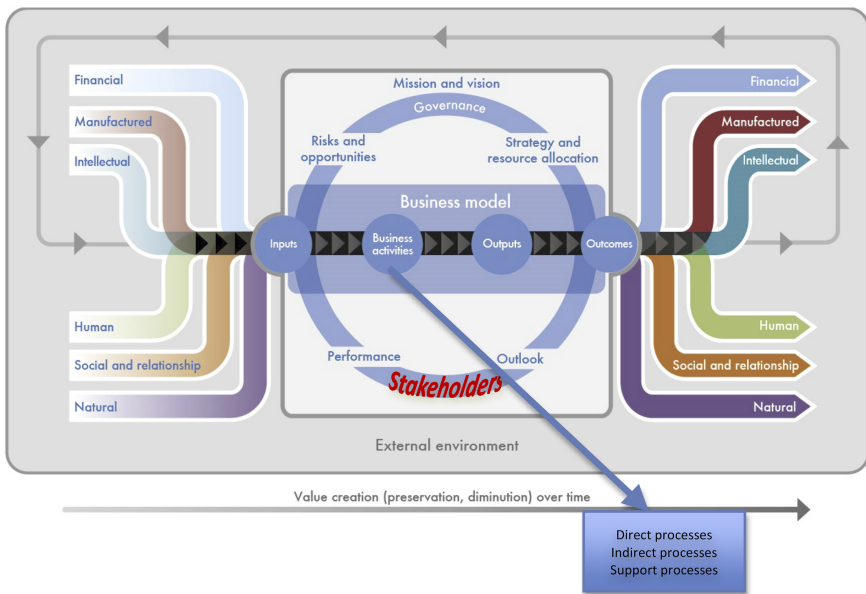 Financial
Manufactured
Intellectual
Human
Social and relationship
Natural
Mission and vision
Governance
Risks and
opportunities
Strategy and
resource allocation
Business model
Inputs
Business
activities
Outputs
Outcomes
Performance
Outlook
Stakeholders
Financial
Manufactured
Intellectual
Human
Social and relationship
Natural
External environment
Value creation (preservation, diminution) over time
Direct processes
Indirect processes
Support processes